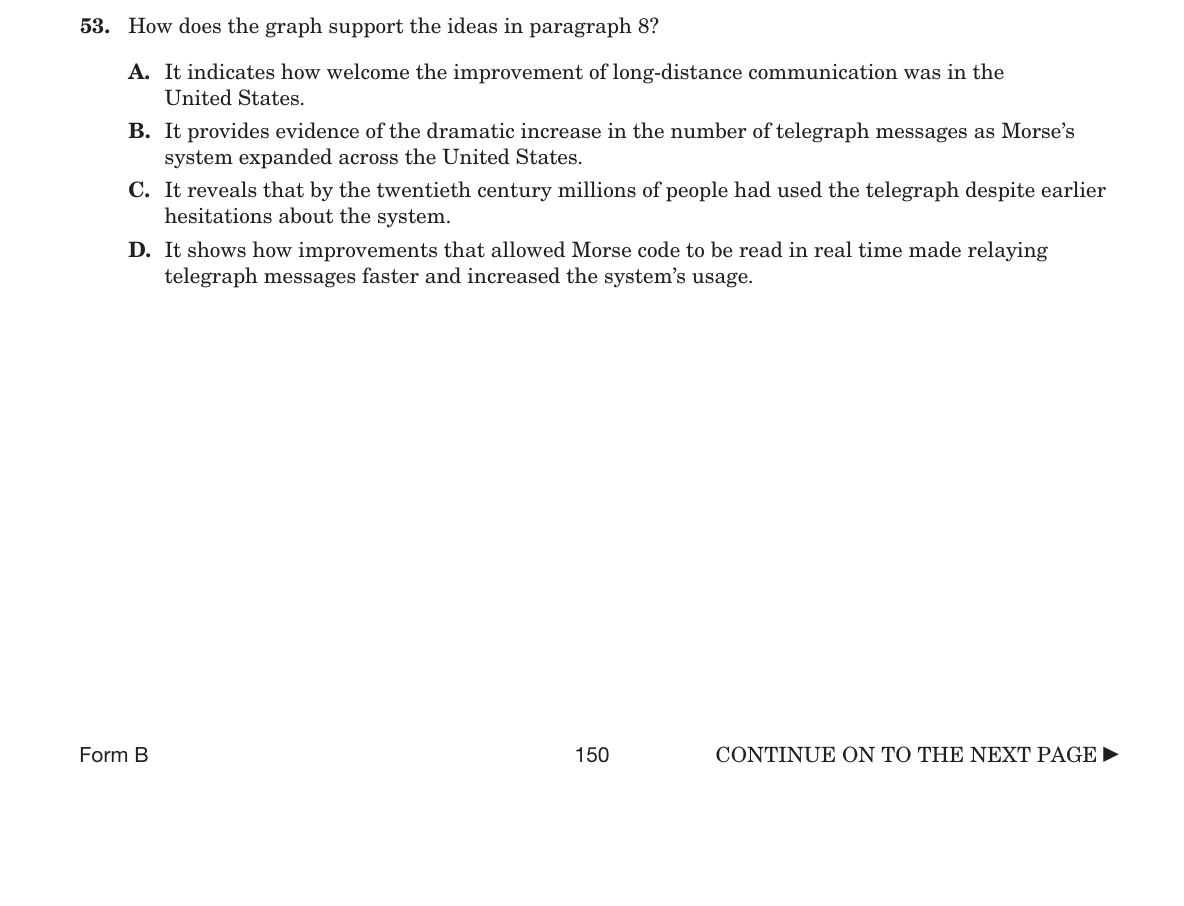 53. How does the graph support the ideas in paragraph 8?
A. It indicates how welcome the improvement of long-distance communication was in the
United States.
B. It provides evidence of the dramatic increase in the number of telegraph messages as Morse’s
system expanded across the United States.
C. It reveals that by the twentieth century millions of people had used the telegraph despite earlier
hesitations about the system.
D. It shows how improvements that allowed Morse code to be read in real time made relaying
telegraph messages faster and increased the system’s usage.
Form B 150 CONTINUE ON TO THE NEXT PAGE ►